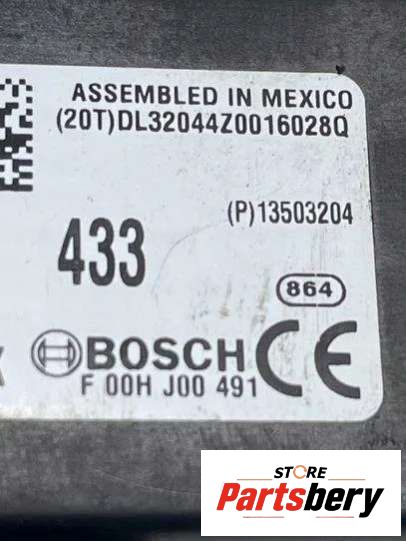 ASSEMBLED IN MEXICO
(20T)DL32044Z0016028Q
(P)13503204
433
864
BOSCH CE
F 00H J00 491
STORE
Partsbery